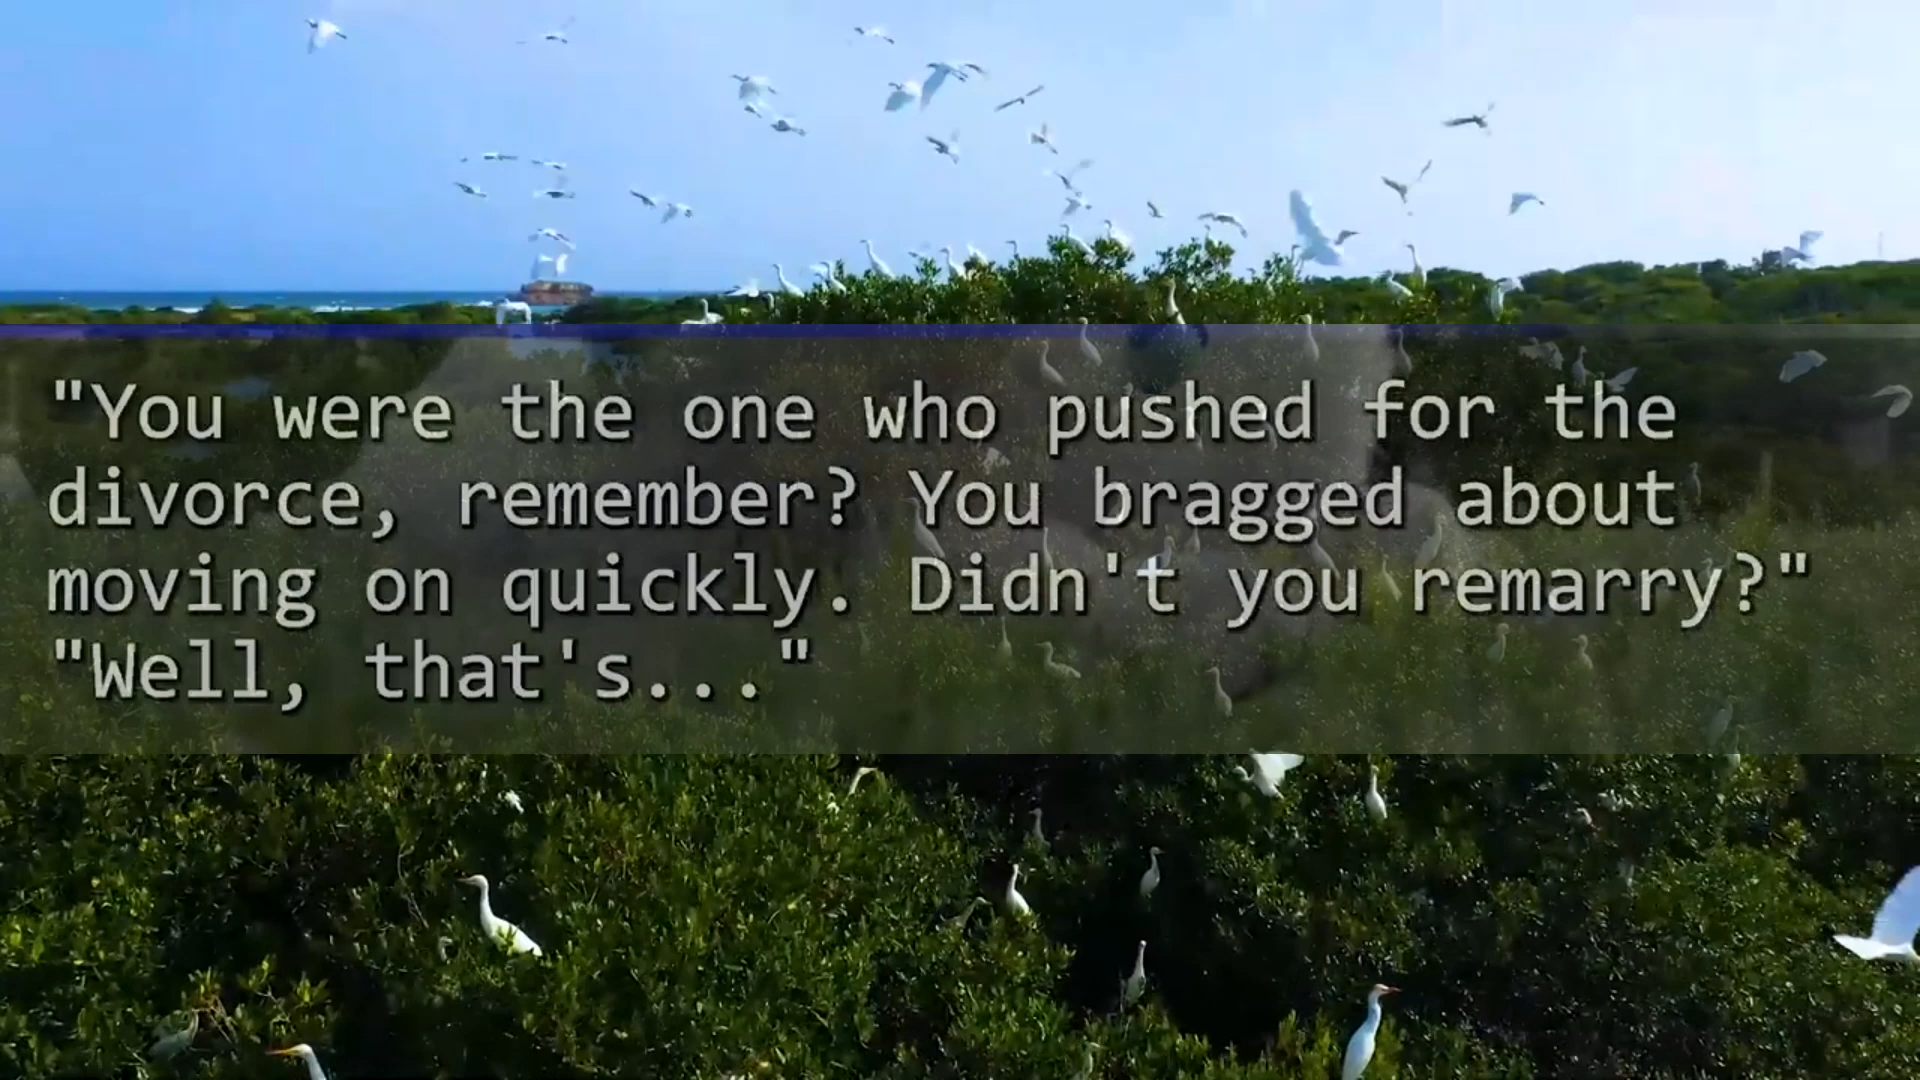 "You were the one who pushed for the
divorce, remember? You bragged about
moving on quickly. Didn't you remarry?"
"Well, that's..."